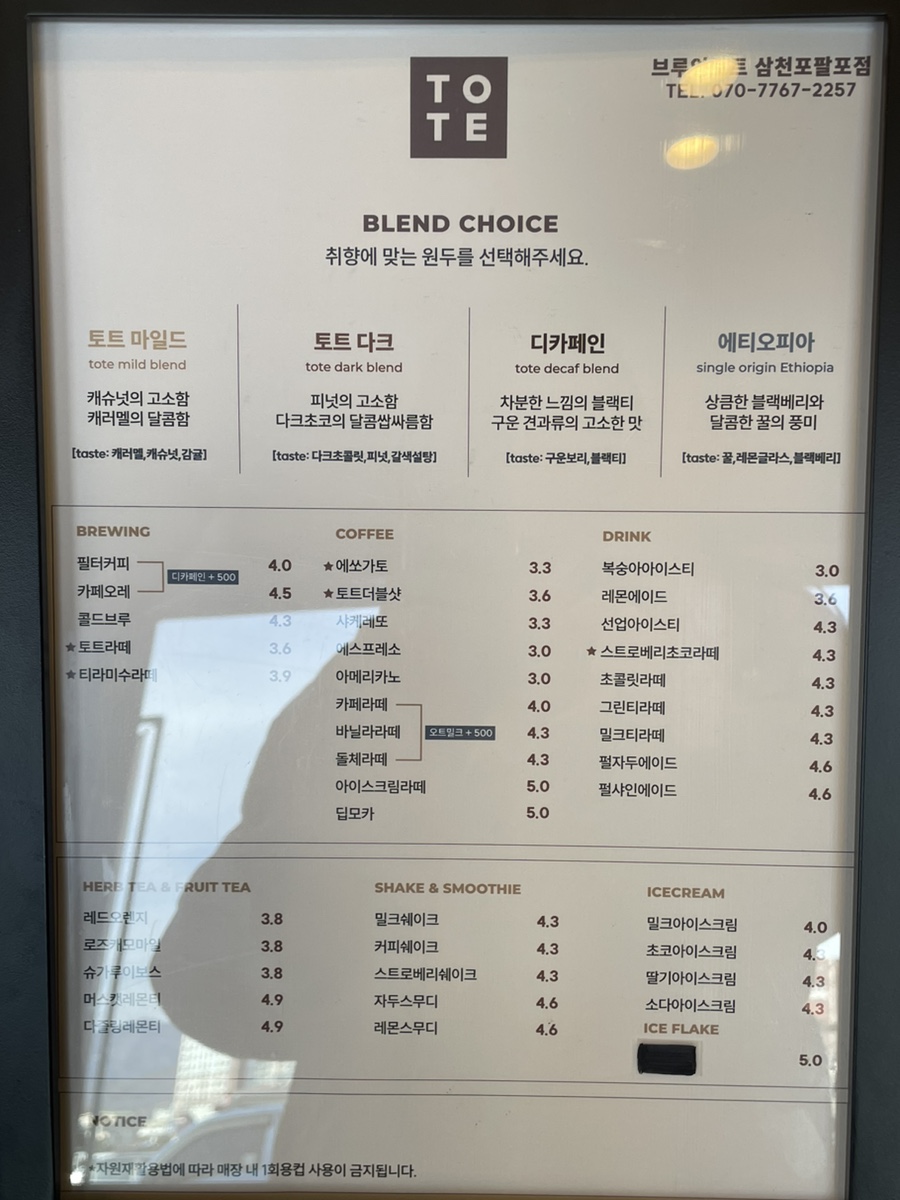 TO
TE
삼천포팔포점
TEL. 070-7767-2257
BLEND CHOICE
취향에 맞는 원두를 선택해주세요.
토트 마일드
tote mild blend
캐슈넛의 고소함
캐러멜의 달콤함
[taste: 캐러멜,캐슈넛,감귤]
토트 다크
tote dark blend
피넛의 고소함
다크초코의 달콤쌉싸름함
[taste: 다크초콜릿,피넛,갈색설탕]
디카페인
tote decaf blend
차분한 느낌의 블랙티
구운 견과류의 고소한 맛
[taste: 구운보리,블랙티]
에티오피아
single origin Ethiopia
상큼한 블랙베리와
달콤한 꿀의 풍미
[taste: 꿀,레몬글라스,블랙베리]
BREWING
필터커피 4.0
디카페인 + 500
카페오레 4.5
콜드브루 4.3
★토트라떼 3.6
★티라미수라떼 3.9
COFFEE
★에쏘가토 3.3
★토트더블샷 3.6
샤케레또 3.3
에스프레소 3.0
아메리카노 3.0
카페라떼 4.0
바닐라라떼 4.3
오트밀크 + 500
돌체라떼 4.3
아이스크림라떼 5.0
딥모카 5.0
DRINK
복숭아아이스티 3.0
레몬에이드 3.6
선업아이스티 4.3
★스트로베리초코라떼 4.3
초콜릿라떼 4.3
그린티라떼 4.3
밀크티라떼 4.3
펄자두에이드 4.6
펄샤인에이드 4.6
HERB TEA & FRUIT TEA
레드오렌지 3.8
로즈캐모마일 3.8
슈가루이보스 3.8
머스캣레몬티 4.9
다즐링레몬티 4.9
SHAKE & SMOOTHIE
밀크쉐이크 4.3
커피쉐이크 4.3
스트로베리쉐이크 4.3
자두스무디 4.6
레몬스무디 4.6
ICECREAM
밀크아이스크림 4.0
초코아이스크림 4.3
딸기아이스크림 4.3
소다아이스크림 4.3
ICE FLAKE
5.0
NOTICE
*자원재활용법에 따라 매장 내 1회용컵 사용이 금지됩니다.